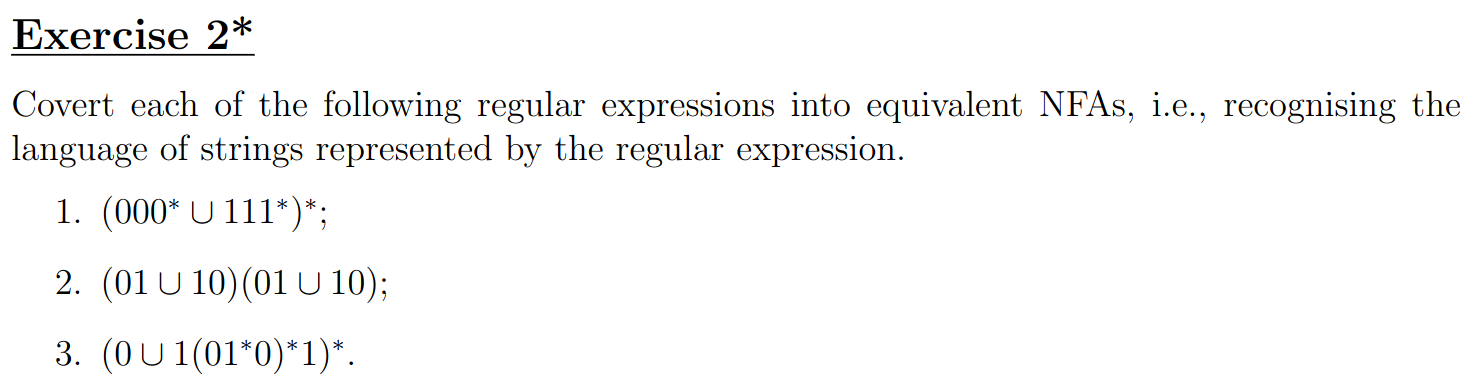 Exercise 2*
Covert each of the following regular expressions into equivalent NFAs, i.e., recognising the
language of strings represented by the regular expression.
1. (000* ∪ 111*)*;
2. (01 ∪ 10)(01 ∪ 10);
3. (0 ∪ 1(01*0)*1)*.